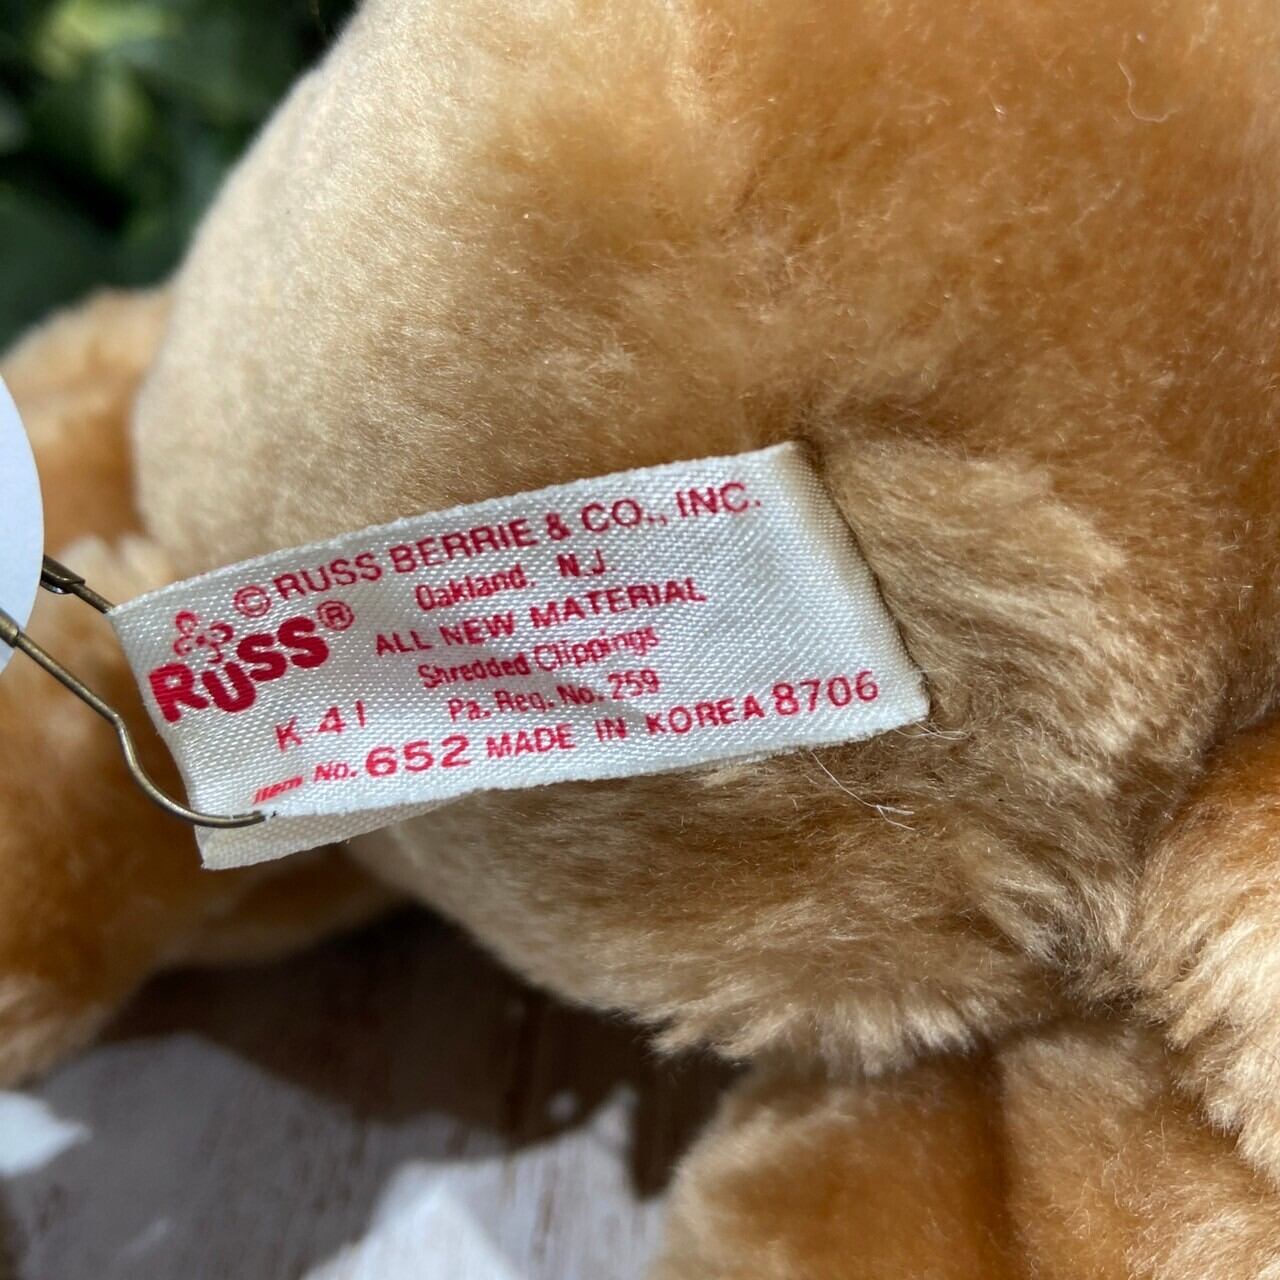 © RUSS BERRIE & CO., INC.
Oakland. N.J.
RUSS®
ALL NEW MATERIAL
Shredded Clippings
K-41 Pa. Reg. No. 259
Item No. 652 MADE IN KOREA 8706